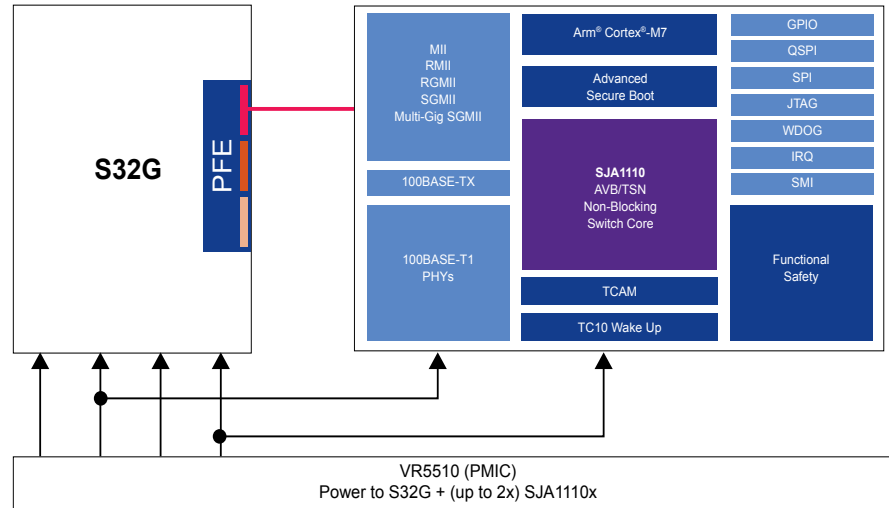 S32G
PFE
MII
RMII
RGMII
SGMII
Multi-Gig SGMII
100BASE-TX
100BASE-T1
PHYs
Arm® Cortex®-M7
Advanced
Secure Boot
SJA1110
AVB/TSN
Non-Blocking
Switch Core
TCAM
TC10 Wake Up
GPIO
QSPI
SPI
JTAG
WDOG
IRQ
SMI
Functional
Safety
VR5510 (PMIC)
Power to S32G + (up to 2x) SJA1110x